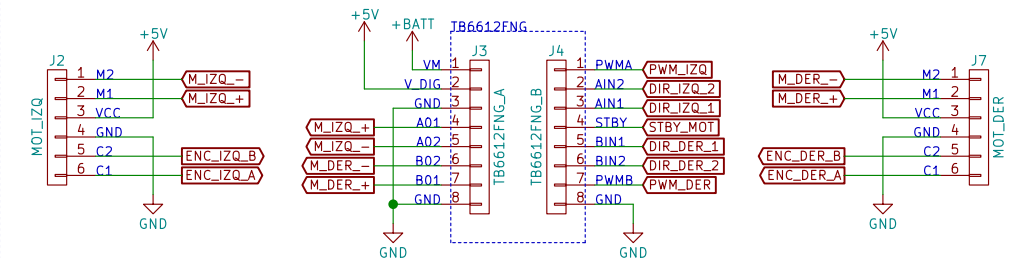 +5V
J2
1 M2 M_IZQ_-
2 M1 M_IZQ_+
3 VCC
4 GND
5 C2 ENC_IZQ_B
6 C1 ENC_IZQ_A
MOT_IZQ
GND
+5V
+BATT
TB6612FNG
J3
VM 1
V_DIG 2
GND 3
M_IZQ_+ A01 4
M_IZQ_- A02 5
M_DER_- B02 6
M_DER_+ B01 7
GND 8
TB6612FNG_A
GND
J4
1 PWMA PWM_IZQ
2 AIN2 DIR_IZQ_2
3 AIN1 DIR_IZQ_1
4 STBY STBY_MOT
5 BIN1 DIR_DER_1
6 BIN2 DIR_DER_2
7 PWMB PWM_DER
8 GND
TB6612FNG_B
GND
+5V
J7
M_DER_- M2 1
M_DER_+ M1 2
VCC 3
GND 4
ENC_DER_B C2 5
ENC_DER_A C1 6
MOT_DER
GND